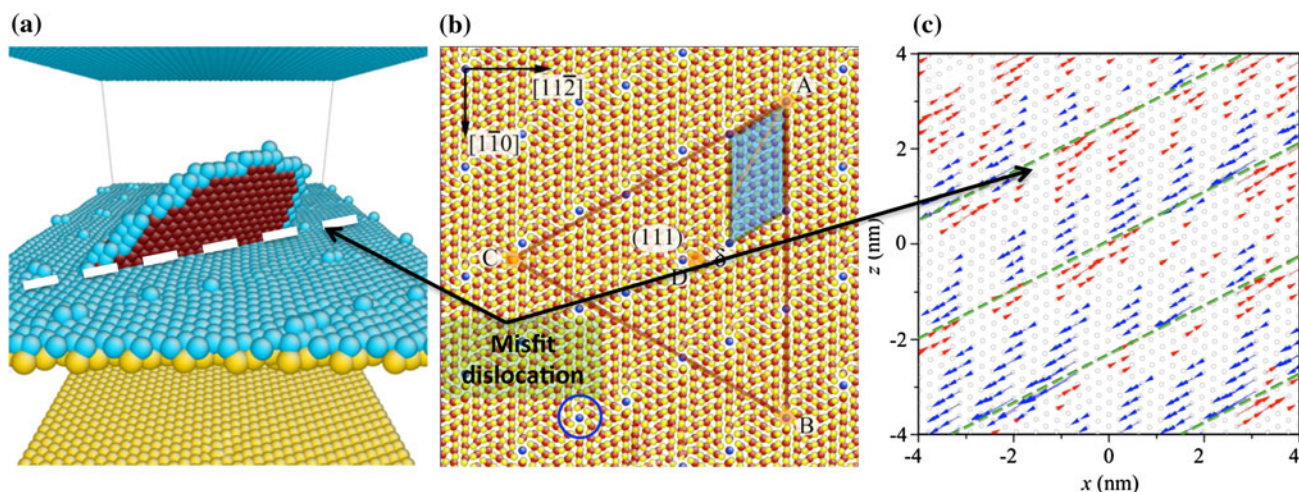 (a)
(b)
(c)
[112̄]
[11̄0]
A
(111)
C
D
δ
B
Misfit
dislocation
4
2
0
-2
-4
z (nm)
-4
-2
0
2
4
x (nm)